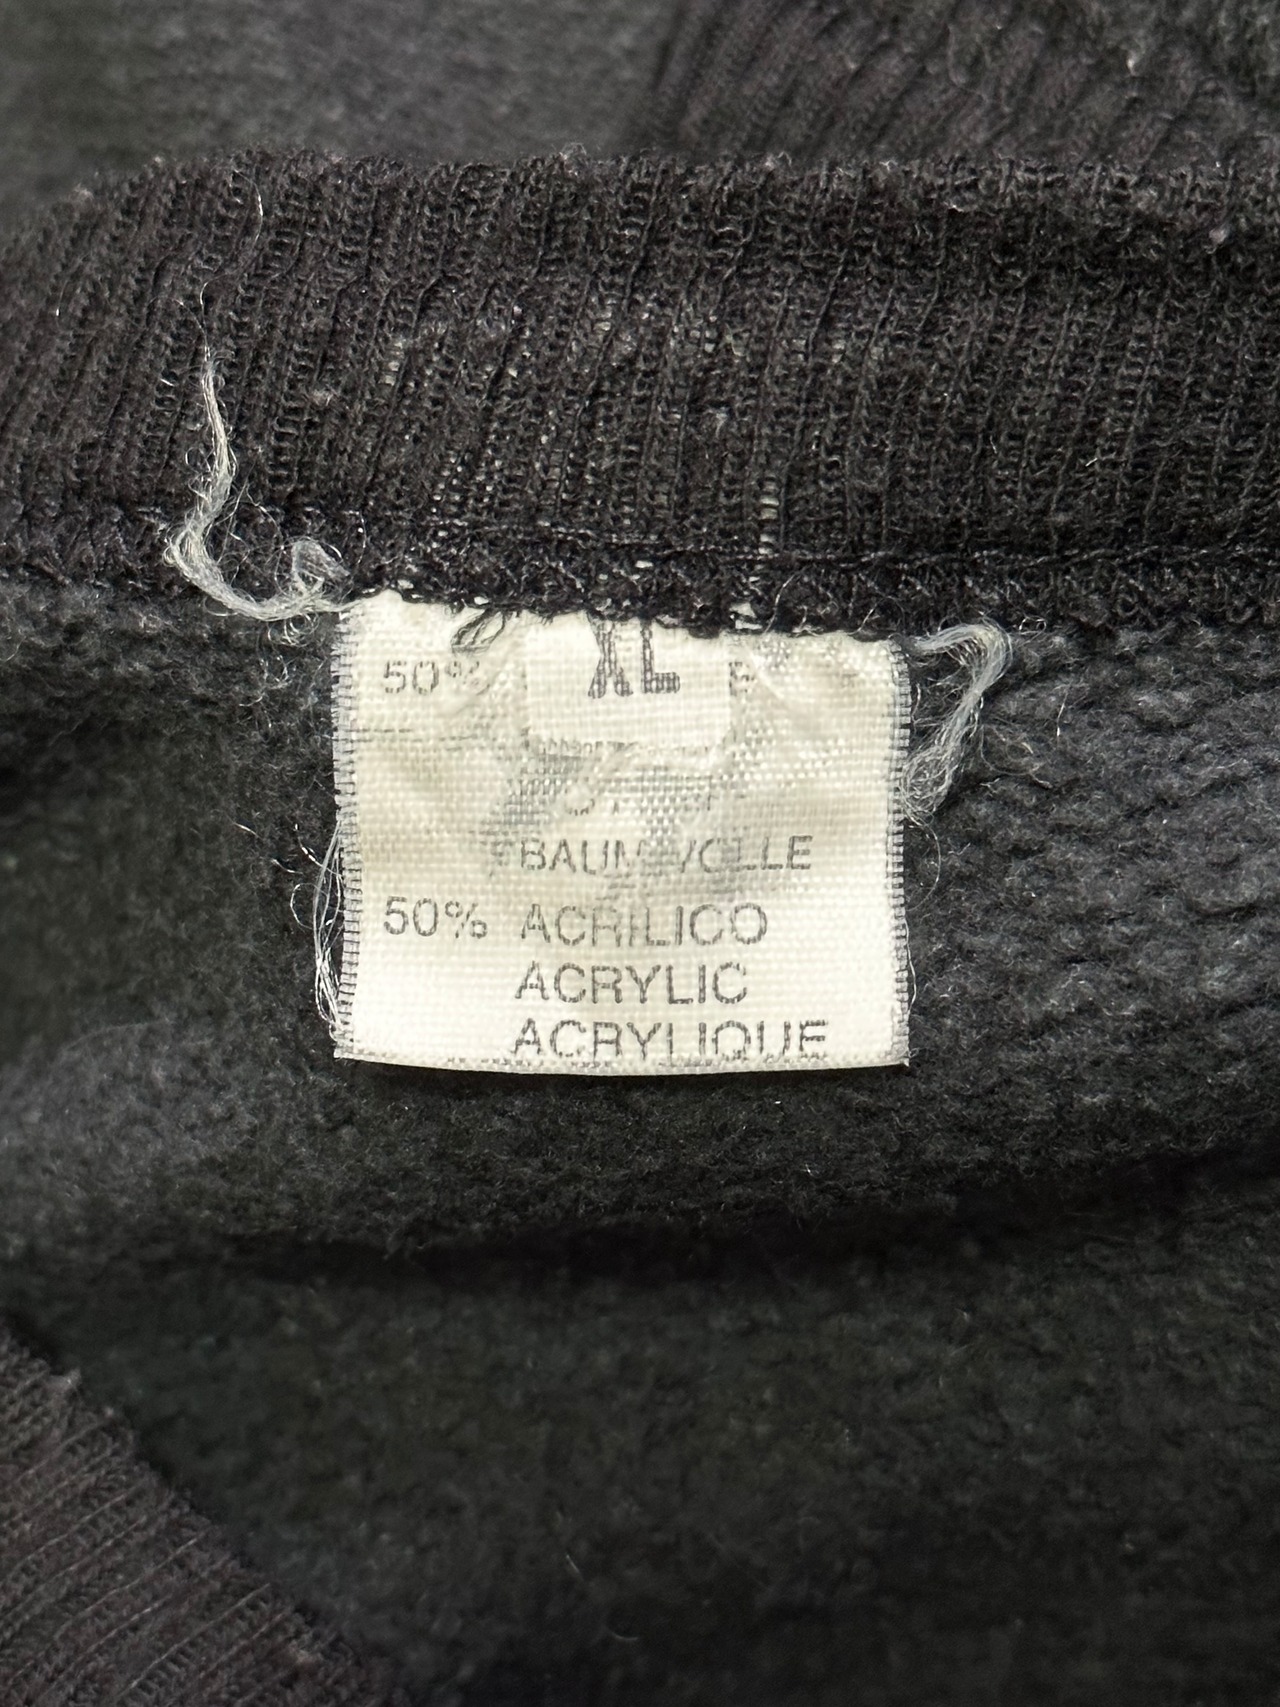 XL
50%
BAUMWOLLE
50% ACRILICO
ACRYLIC
ACRYLIQUE